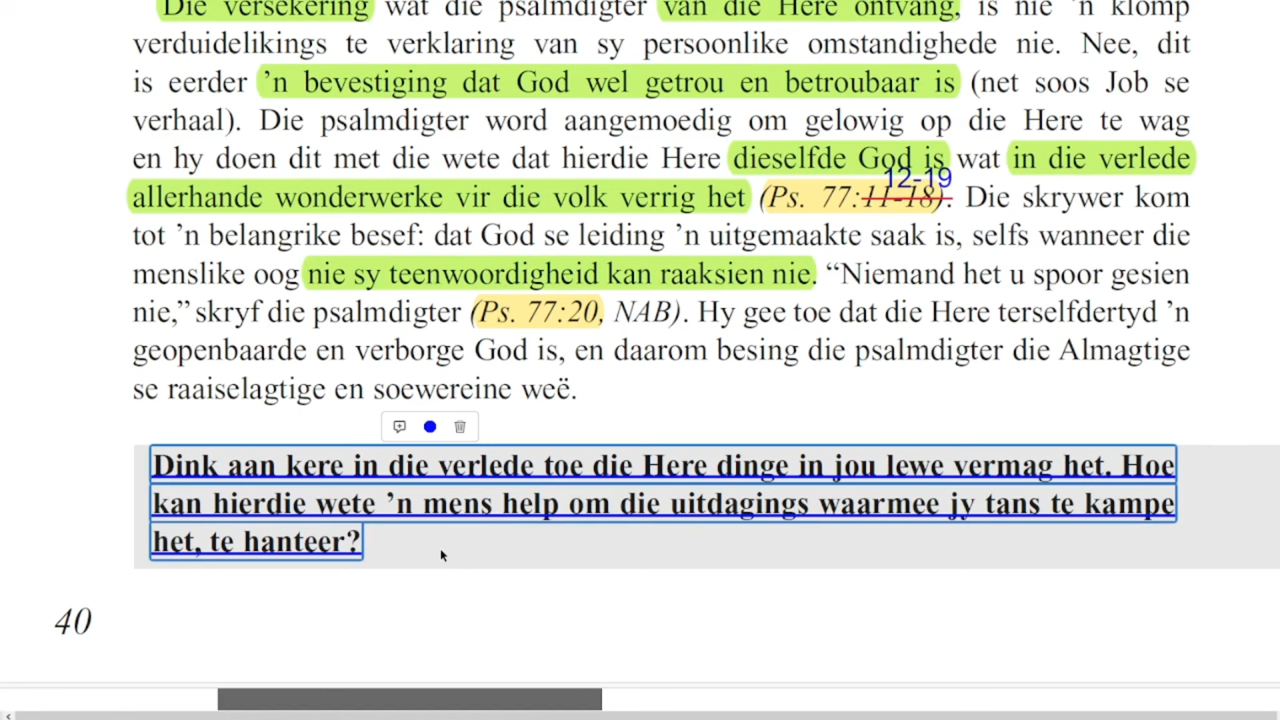 Die versekering wat die psalmdigter van die Here ontvang, is nie ’n klomp
verduidelikings te verklaring van sy persoonlike omstandighede nie. Nee, dit
is eerder ’n bevestiging dat God wel getrou en betroubaar is (net soos Job se
verhaal). Die psalmdigter word aangemoedig om gelowig op die Here te wag
en hy doen dit met die wete dat hierdie Here dieselfde God is wat in die verlede
12-19
allerhande wonderwerke vir die volk verrig het (Ps. 77:11-18). Die skrywer kom
tot ’n belangrike besef: dat God se leiding ’n uitgemaakte saak is, selfs wanneer die
menslike oog nie sy teenwoordigheid kan raaksien nie. “Niemand het u spoor gesien
nie,” skryf die psalmdigter (Ps. 77:20, NAB). Hy gee toe dat die Here terselfdertyd ’n
geopenbaarde en verborge God is, en daarom besing die psalmdigter die Almagtige
se raaiselagtige en soewereine weë.
Dink aan kere in die verlede toe die Here dinge in jou lewe vermag het. Hoe
kan hierdie wete ’n mens help om die uitdagings waarmee jy tans te kampe
het, te hanteer?
40